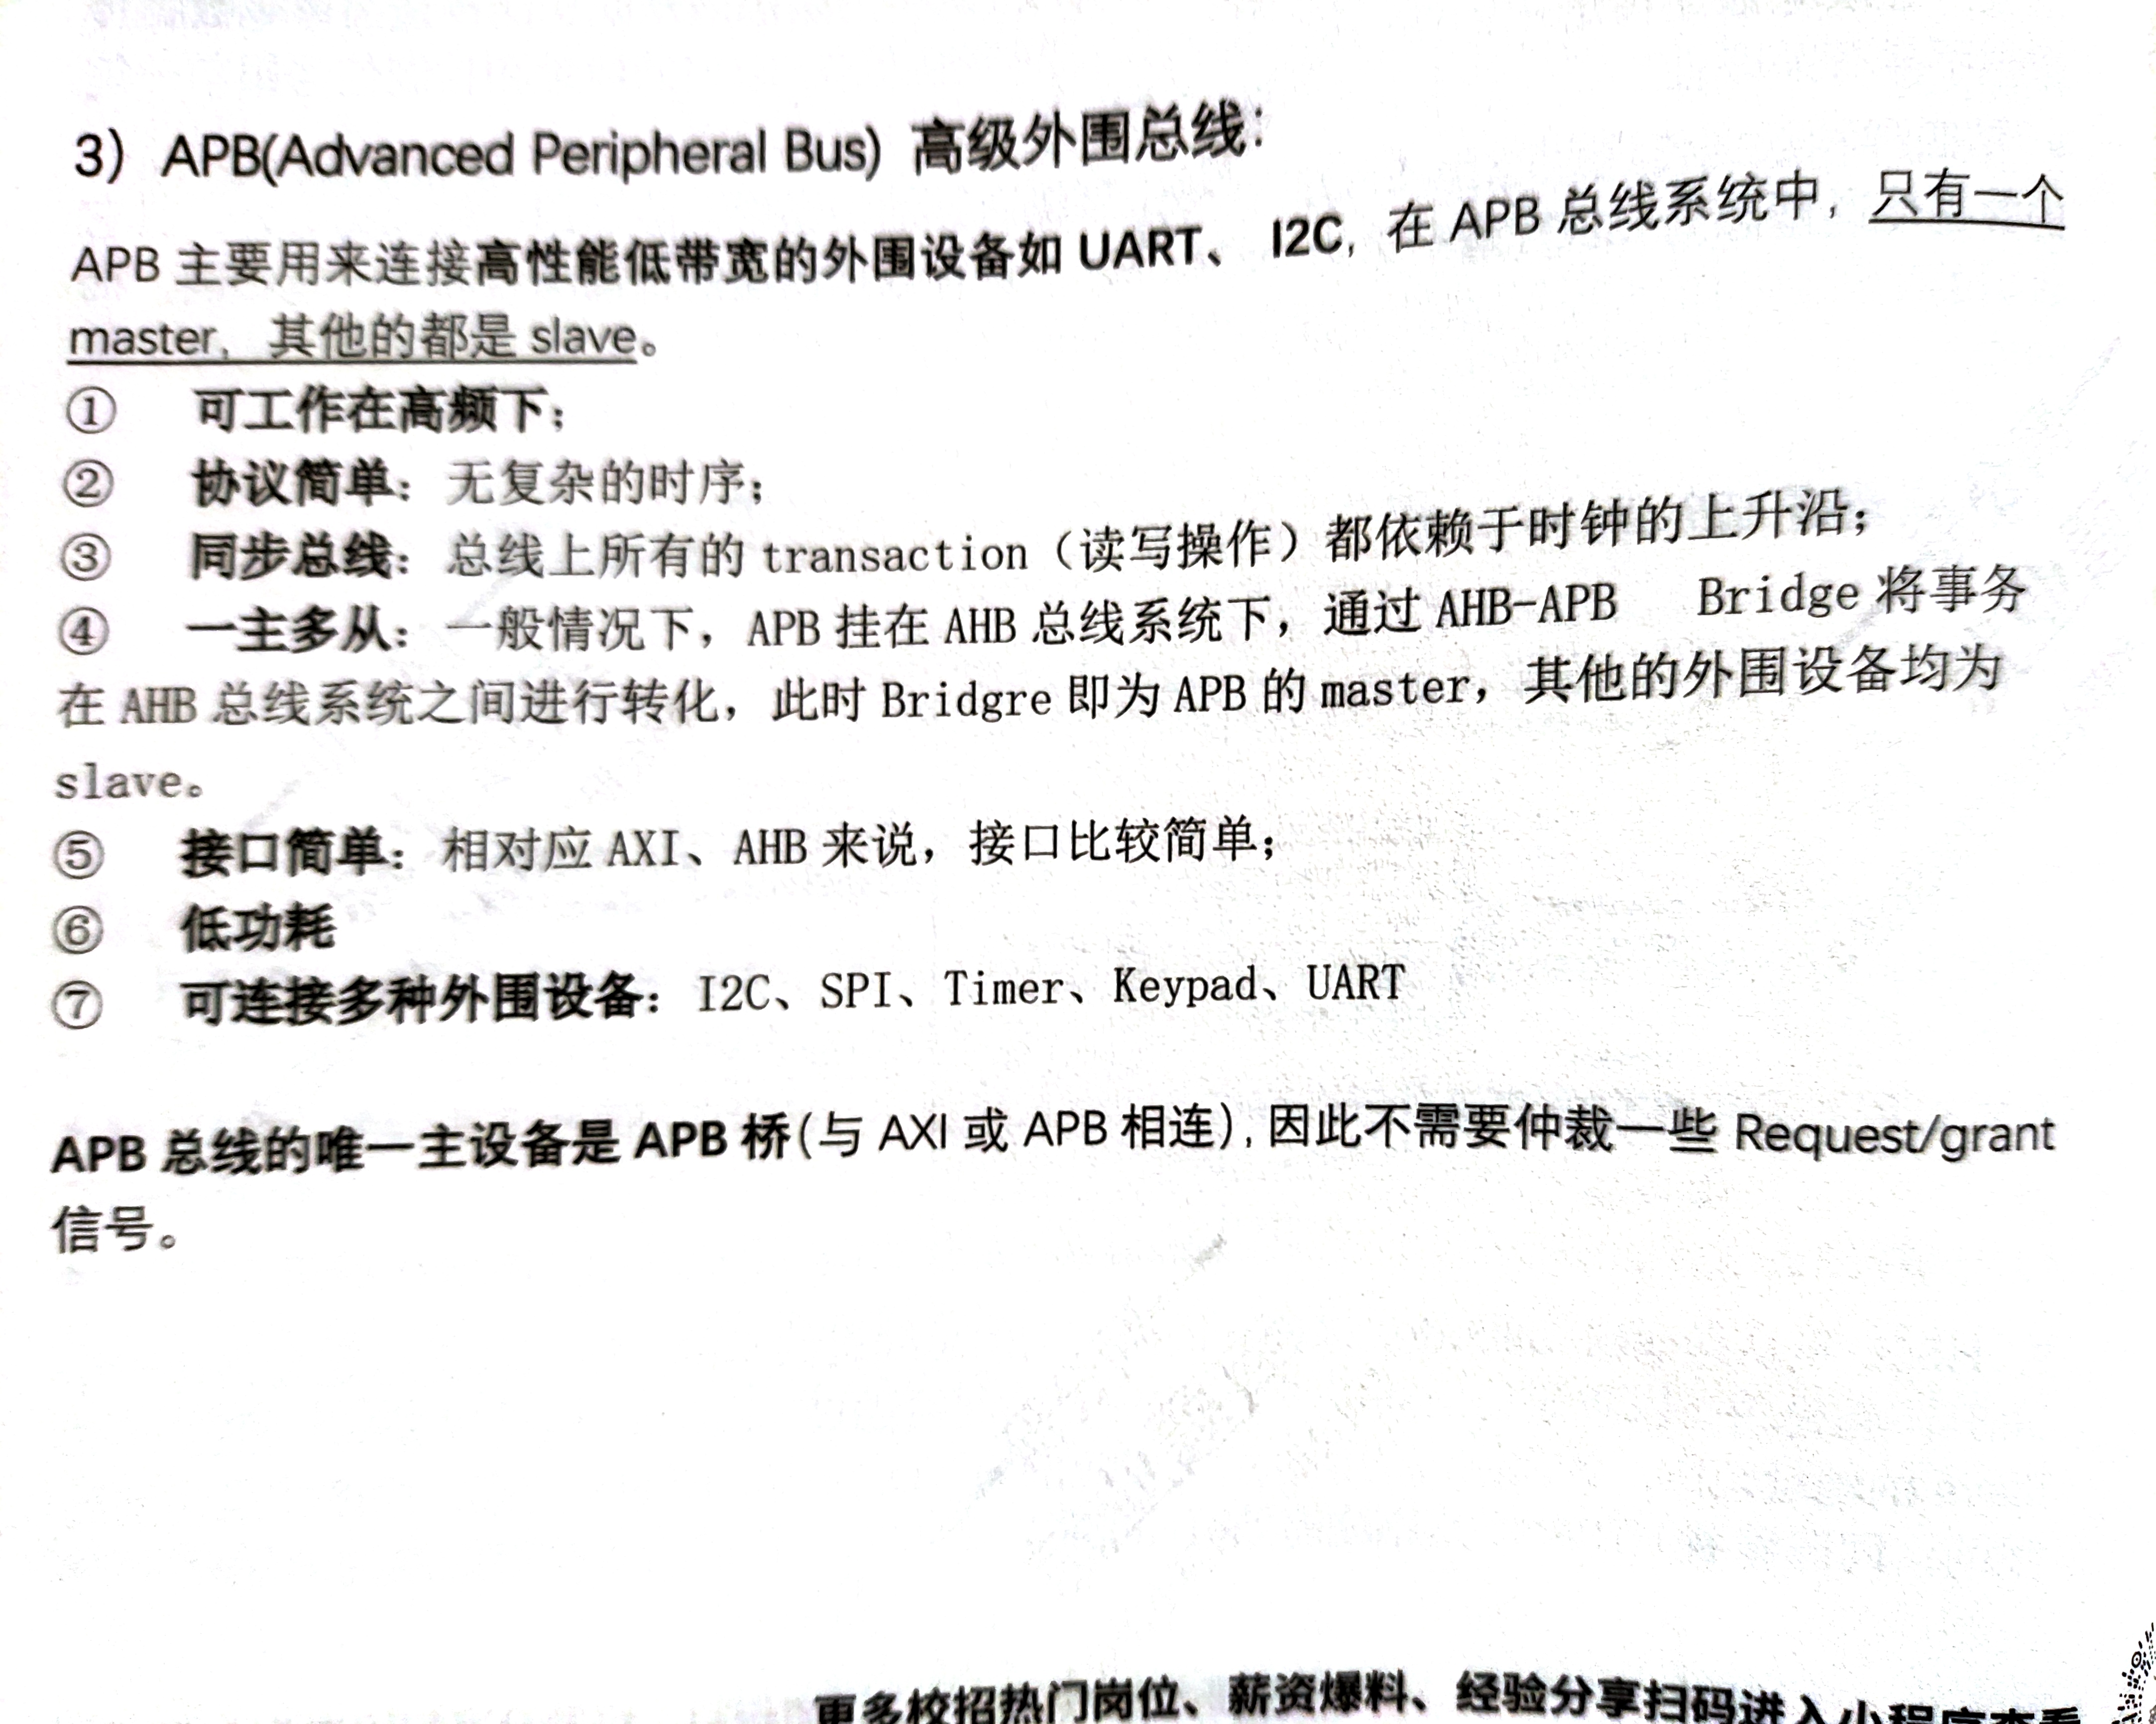 3）APB(Advanced Peripheral Bus) 高级外围总线：
APB 主要用来连接高性能低带宽的外围设备如 UART、 I2C, 在 APB 总线系统中，只有一个
master，其他的都是 slave。
① 可工作在高频下；
② 协议简单：无复杂的时序；
③ 同步总线：总线上所有的 transaction（读写操作）都依赖于时钟的上升沿；
④ 一主多从：一般情况下，APB 挂在 AHB 总线系统下，通过 AHB-APB Bridge 将事务
在 AHB 总线系统之间进行转化，此时 Bridgre 即为 APB 的 master，其他的外围设备均为
slave。
⑤ 接口简单：相对应 AXI、AHB 来说，接口比较简单；
⑥ 低功耗
⑦ 可连接多种外围设备：I2C、SPI、Timer、Keypad、UART
APB 总线的唯一主设备是 APB 桥(与 AXI 或 APB 相连)，因此不需要仲裁一些 Request/grant
信号。
更多校招热门岗位、薪资爆料、经验分享扫码进入小程序查看